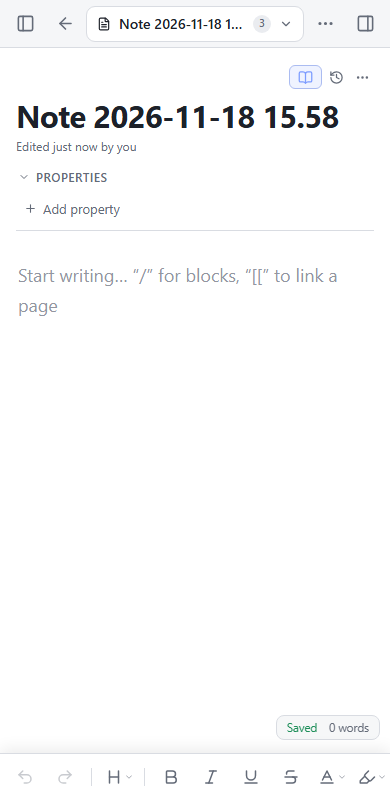 Note 2026-11-18 1...
3
Note 2026-11-18 15.58
Edited just now by you
PROPERTIES
Add property
Start writing... “/” for blocks, “[[” to link a
page
Saved 0 words
H B I U S A